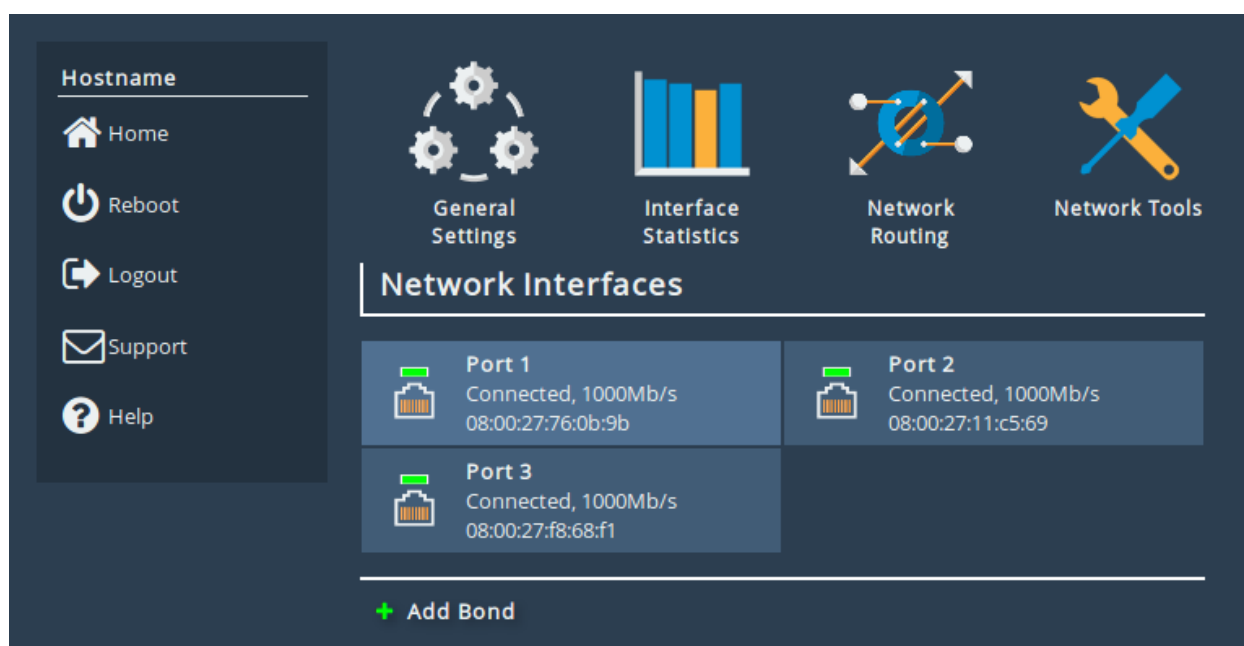 Hostname
Home
Reboot
Logout
Support
Help
General
Settings
Interface
Statistics
Network
Routing
Network Tools
Network Interfaces
Port 1
Connected, 1000Mb/s
08:00:27:76:0b:9b
Port 2
Connected, 1000Mb/s
08:00:27:11:c5:69
Port 3
Connected, 1000Mb/s
08:00:27:f8:68:f1
+ Add Bond